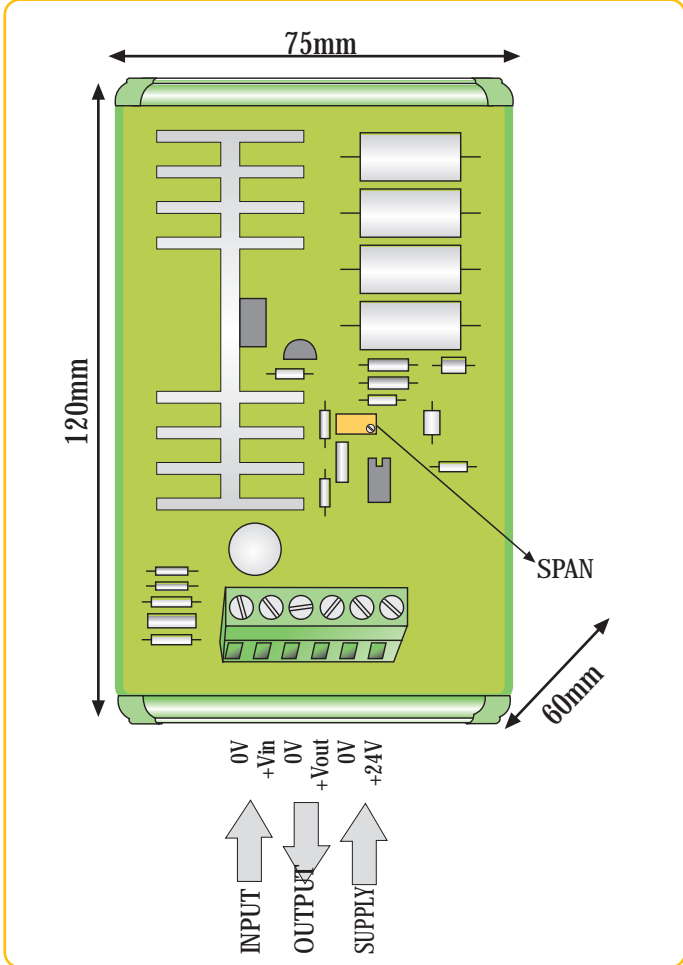 75mm
120mm
SPAN
60mm
0V
+Vin
0V
+Vout
0V
+24V
INPUT
OUTPUT
SUPPLY